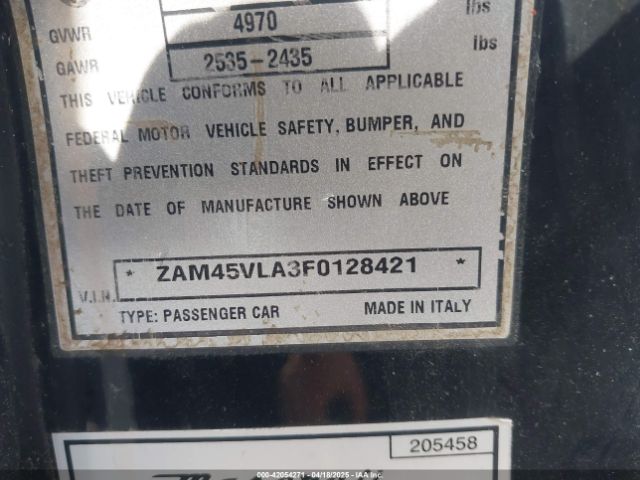 lbs
GVWR 4970
lbs
GAWR 2535-2435
THIS VEHICLE CONFORMS TO ALL APPLICABLE
FEDERAL MOTOR VEHICLE SAFETY, BUMPER, AND
THEFT PREVENTION STANDARDS IN EFFECT ON
THE DATE OF MANUFACTURE SHOWN ABOVE
V.I.N. * ZAM45VLA3F0128421 *
TYPE: PASSENGER CAR MADE IN ITALY
205458
000-42054271 - 04/18/2025 - IAAI.COM